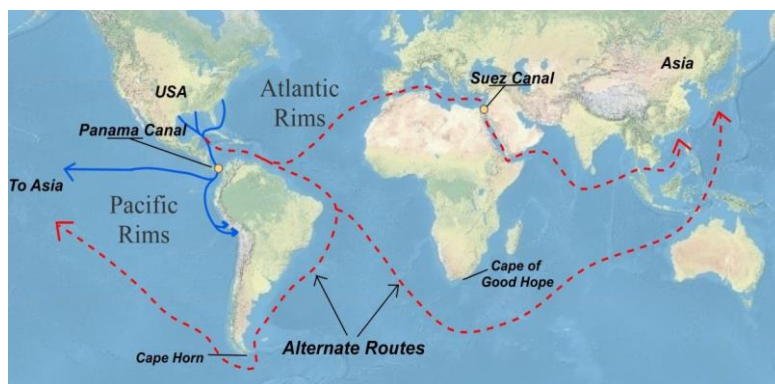 USA
Atlantic
Rims
Suez Canal
Asia
Panama Canal
To Asia
Pacific
Rims
Cape of
Good Hope
Alternate Routes
Cape Horn